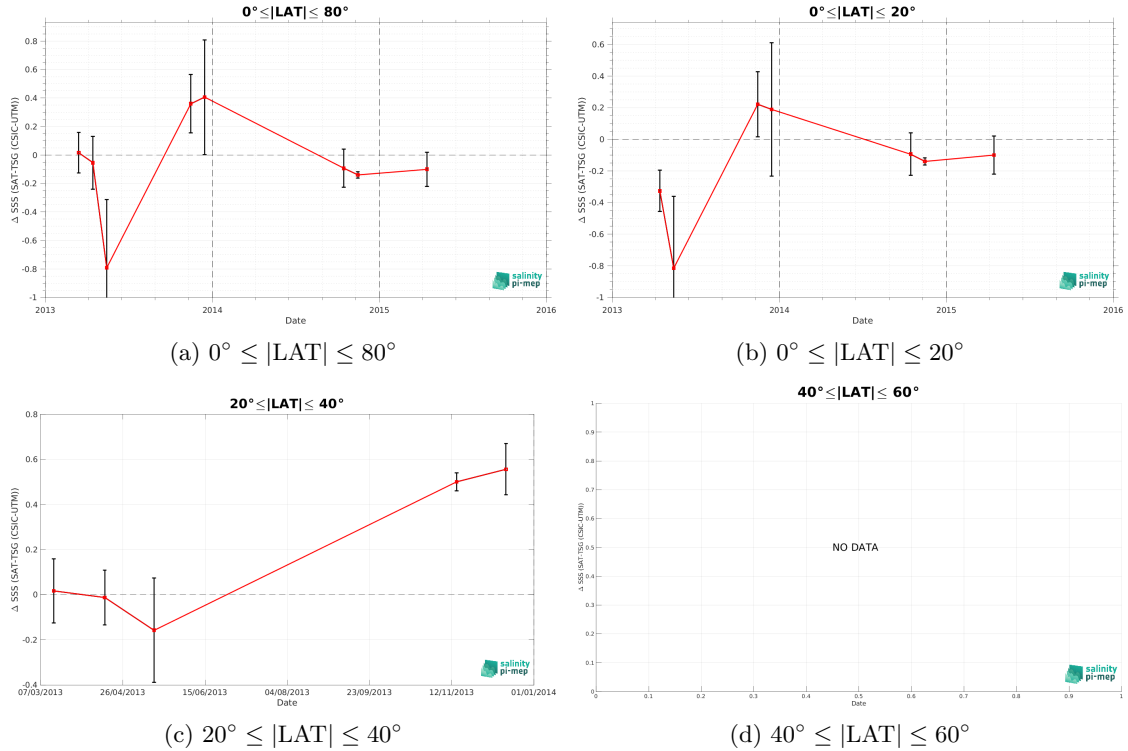 0°≤|LAT|≤ 80°
Δ SSS (SAT-TSG (CSIC-UTM))
0.8
0.6
0.4
0.2
0
-0.2
-0.4
-0.6
-0.8
-1
2013
2014
2015
2016
Date
salinity
pi-mep
(a) 0° ≤ |LAT| ≤ 80°
0°≤|LAT|≤ 20°
Δ SSS (SAT-TSG (CSIC-UTM))
0.6
0.4
0.2
0
-0.2
-0.4
-0.6
-0.8
-1
2013
2014
2015
2016
Date
salinity
pi-mep
(b) 0° ≤ |LAT| ≤ 20°
20°≤|LAT|≤ 40°
Δ SSS (SAT-TSG (CSIC-UTM))
0.8
0.6
0.4
0.2
0
-0.2
-0.4
07/03/2013
26/04/2013
15/06/2013
04/08/2013
23/09/2013
12/11/2013
01/01/2014
Date
salinity
pi-mep
(c) 20° ≤ |LAT| ≤ 40°
40°≤|LAT|≤ 60°
Δ SSS (SAT-TSG (CSIC-UTM))
1
0.9
0.8
0.7
0.6
0.5
0.4
0.3
0.2
0.1
0
NO DATA
0
0.1
0.2
0.3
0.4
0.5
0.6
0.7
0.8
0.9
1
Date
salinity
pi-mep
(d) 40° ≤ |LAT| ≤ 60°